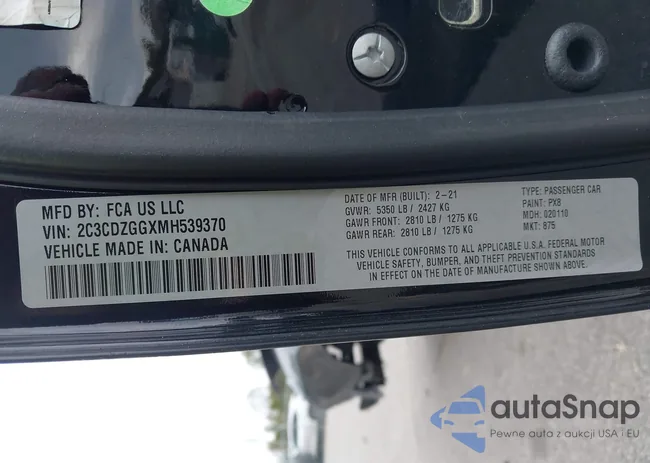 MFD BY: FCA US LLC
VIN: 2C3CDZGGXMH539370
VEHICLE MADE IN: CANADA
DATE OF MFR (BUILT): 2-21
GVWR: 5350 LB / 2427 KG
GAWR FRONT: 2810 LB / 1275 KG
GAWR REAR: 2810 LB / 1275 KG
TYPE: PASSENGER CAR
PAINT: PX8
MDH: 020110
MKT: 875
THIS VEHICLE CONFORMS TO ALL APPLICABLE U.S.A. FEDERAL MOTOR
VEHICLE SAFETY, BUMPER, AND THEFT PREVENTION STANDARDS
IN EFFECT ON THE DATE OF MANUFACTURE SHOWN ABOVE.
autaSnap
Pewne auta z aukcji USA i EU